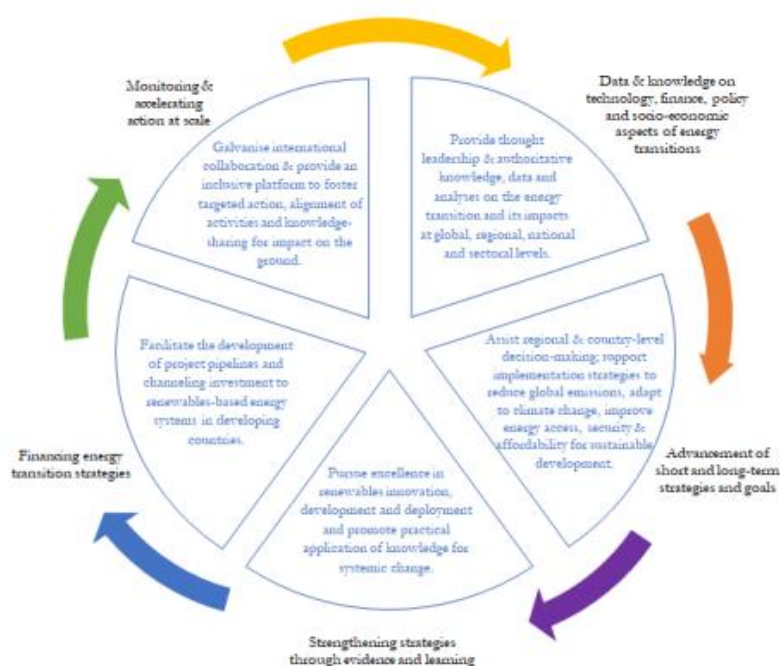 Monitoring &
accelerating
action at scale
Data & knowledge on
technology, finance, policy
and socio-economic
aspects of energy
transitions
Galvanise international
collaboration & provide an
inclusive platform to foster
targeted action, alignment of
activities and knowledge-
sharing for impact on the
ground.
Provide thought
leadership & authoritative
knowledge, data and
analyses on the energy
transition and its impacts
at global, regional, national
and sectoral levels.
Assist regional & country-level
decision-making; support
implementation strategies to
reduce global emissions, adapt
to climate change, improve
energy access, security &
affordability for sustainable
development.
Facilitate the development
of project pipelines and
channeling investment to
renewables-based energy
systems in developing
countries.
Financing energy
transition strategies
Advancement of
short and long-term
strategies and goals
Pursue excellence in
renewables innovation,
development and deployment
and promote practical
application of knowledge for
systemic change.
Strengthening strategies
through evidence and learning